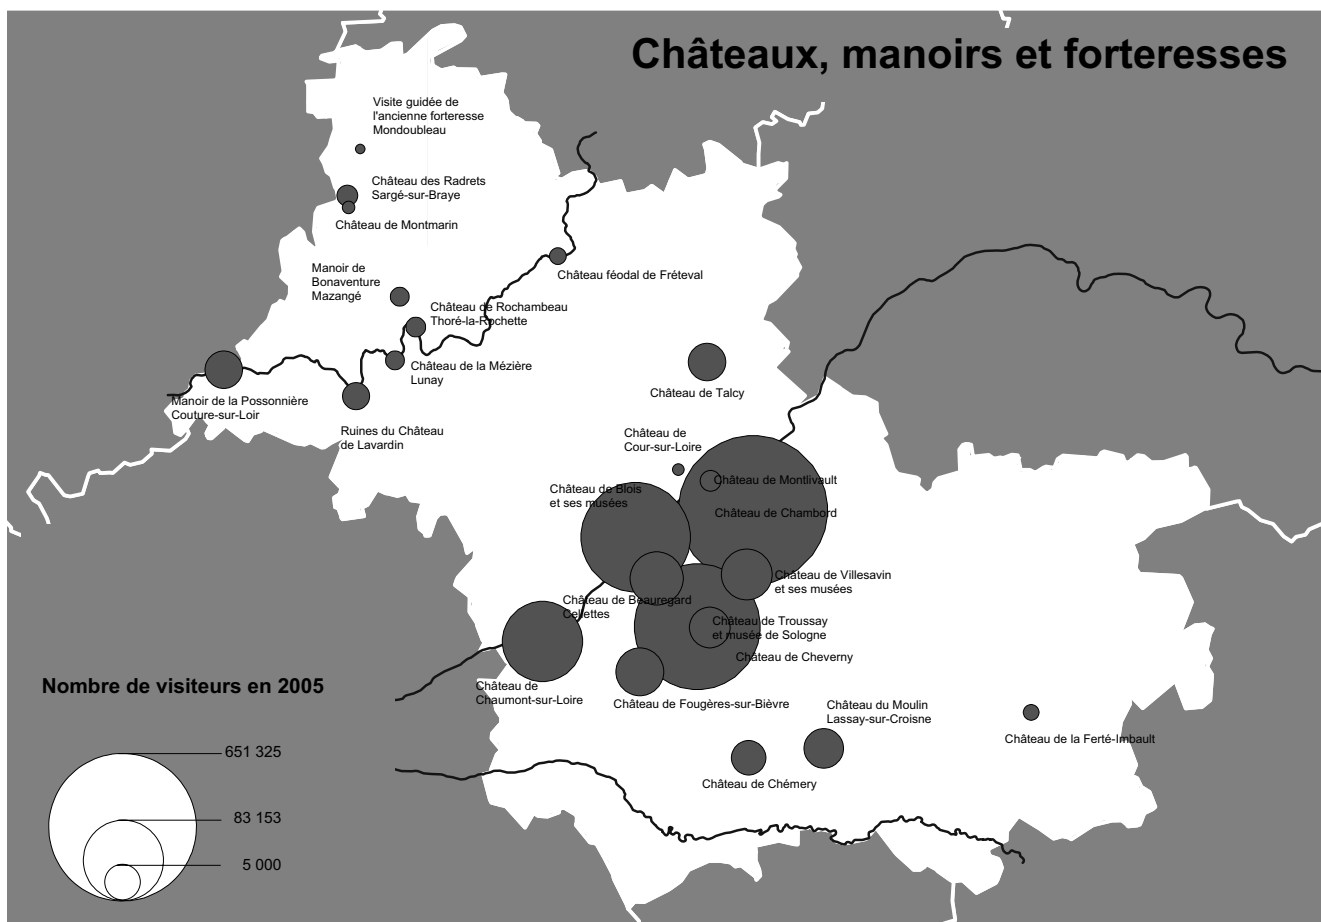 Châteaux, manoirs et forteresses
Visite guidée de
l'ancienne forteresse
Mondoubleau
Château des Radrets
Sargé-sur-Braye
Château de Montmarin
Manoir de
Bonaventure
Mazangé
Château féodal de Fréteval
Château de Rochambeau
Thoré-la-Rochette
Château de la Mézière
Lunay
Manoir de la Possonnière
Couture-sur-Loir
Ruines du Château
de Lavardin
Château de Talcy
Château de
Cour-sur-Loire
Château de Montlivault
Château de Blois
et ses musées
Château de Chambord
Château de Villesavin
et ses musées
Château de Beauregard
Cellettes
Château de Troussay
et musée de Sologne
Château de Cheverny
Château de
Chaumont-sur-Loire
Château de Fougères-sur-Bièvre
Château du Moulin
Lassay-sur-Croisne
Château de la Ferté-Imbault
Château de Chémery
Nombre de visiteurs en 2005
651 325
83 153
5 000